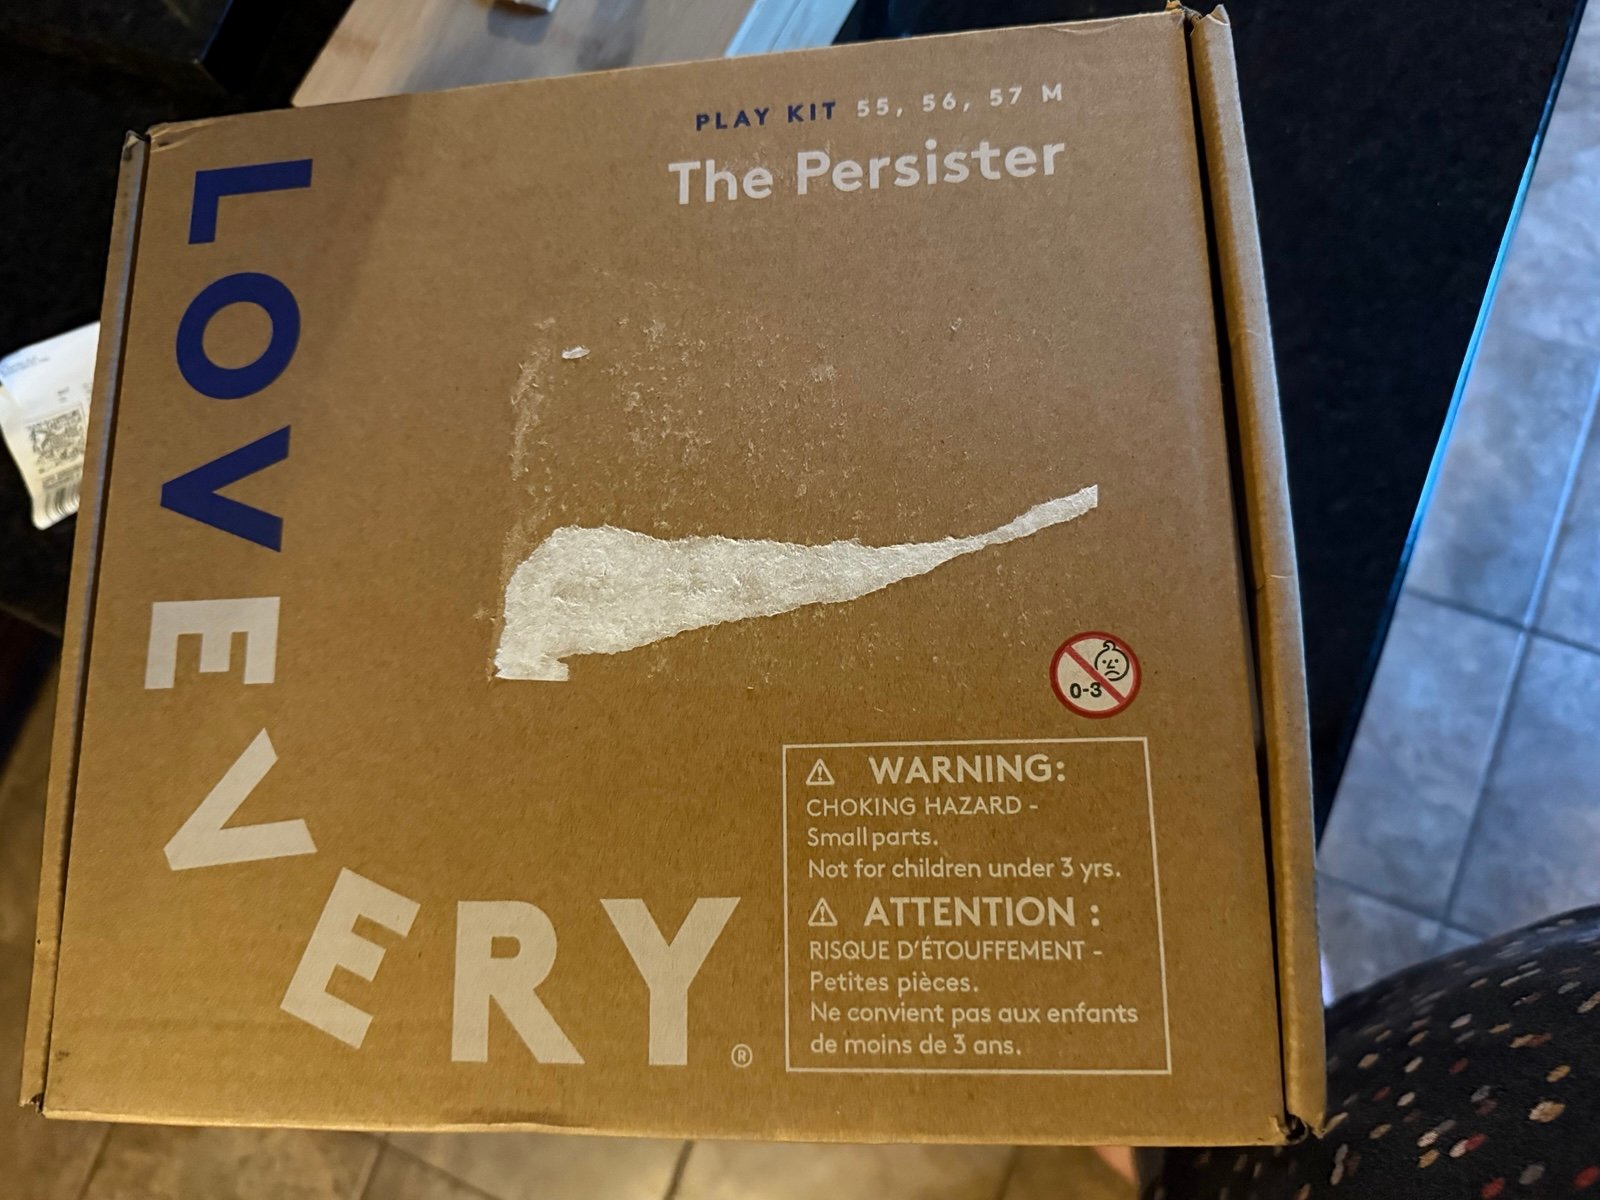 PLAY KIT 55, 56, 57 M
The Persister
LOVEVERY®
0-3
WARNING:
CHOKING HAZARD -
Small parts.
Not for children under 3 yrs.
ATTENTION :
RISQUE D'ÉTOUFFEMENT -
Petites pièces.
Ne convient pas aux enfants
de moins de 3 ans.